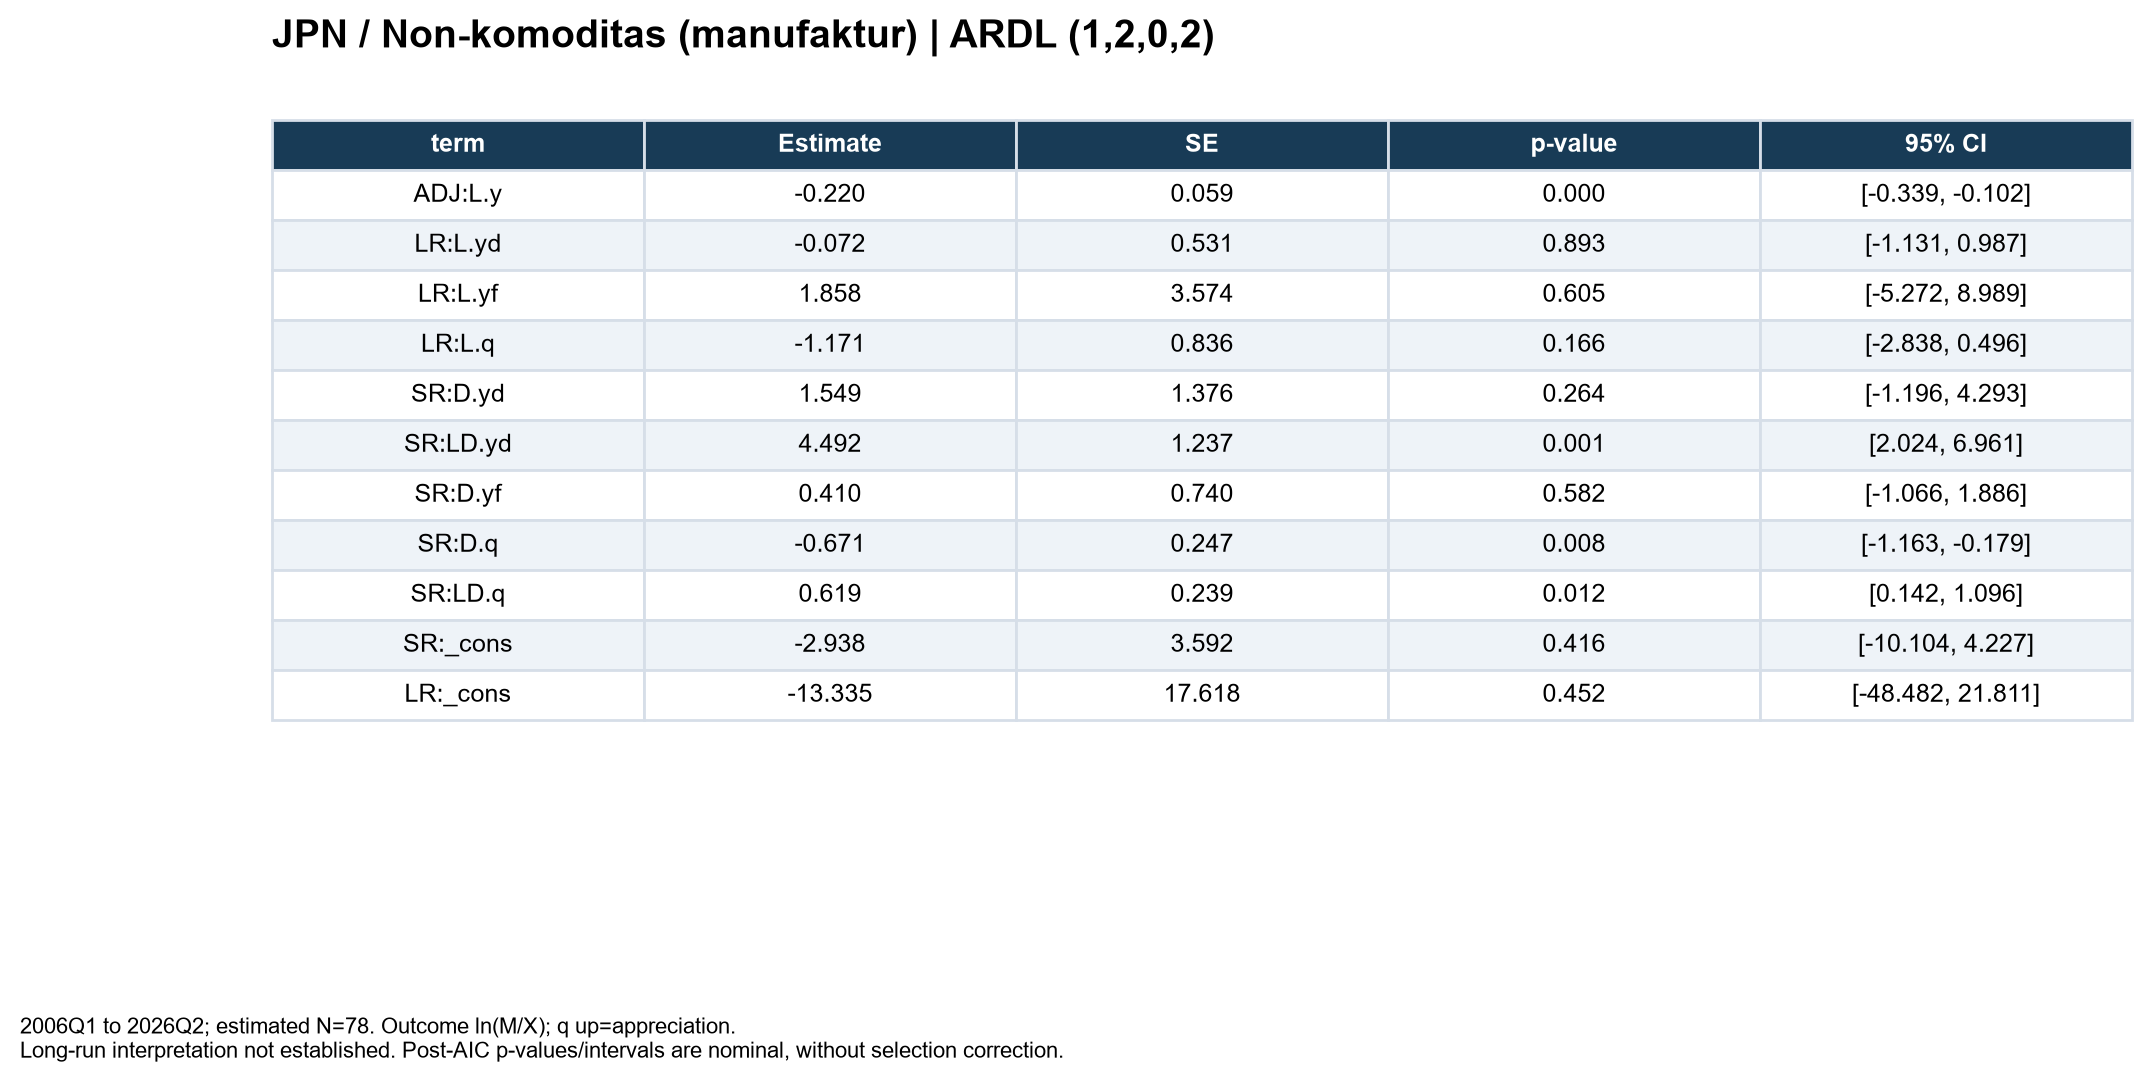 JPN / Non-komoditas (manufaktur) | ARDL (1,2,0,2)
term Estimate SE p-value 95% CI
ADJ:L.y -0.220 0.059 0.000 [-0.339, -0.102]
LR:L.yd -0.072 0.531 0.893 [-1.131, 0.987]
LR:L.yf 1.858 3.574 0.605 [-5.272, 8.989]
LR:L.q -1.171 0.836 0.166 [-2.838, 0.496]
SR:D.yd 1.549 1.376 0.264 [-1.196, 4.293]
SR:LD.yd 4.492 1.237 0.001 [2.024, 6.961]
SR:D.yf 0.410 0.740 0.582 [-1.066, 1.886]
SR:D.q -0.671 0.247 0.008 [-1.163, -0.179]
SR:LD.q 0.619 0.239 0.012 [0.142, 1.096]
SR:_cons -2.938 3.592 0.416 [-10.104, 4.227]
LR:_cons -13.335 17.618 0.452 [-48.482, 21.811]
2006Q1 to 2026Q2; estimated N=78. Outcome ln(M/X); q up=appreciation.
Long-run interpretation not established. Post-AIC p-values/intervals are nominal, without selection correction.